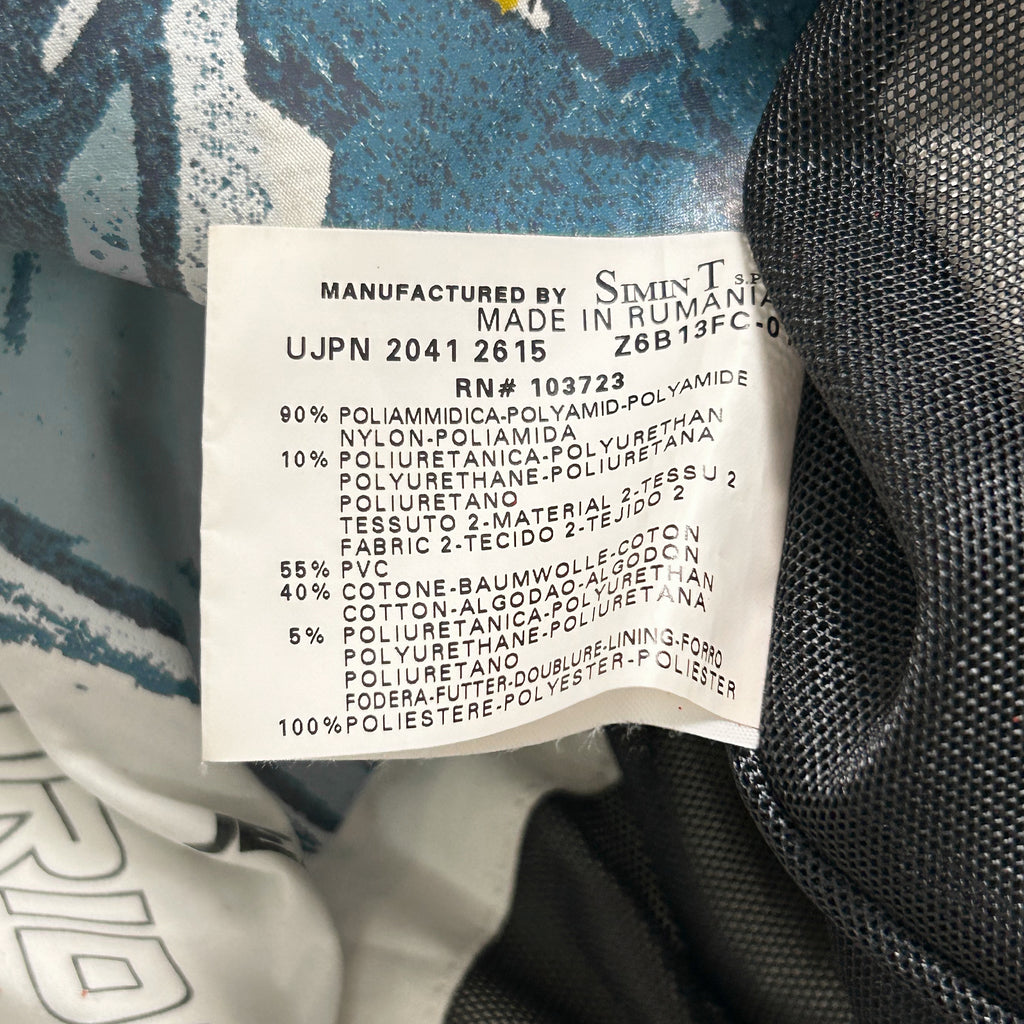 MANUFACTURED BY SIMINT S.P
MADE IN RUMANIA
UJPN 2041 2615 Z6B13FC-0
RN# 103723
90% POLIAMMIDICA-POLYAMID-POLYAMIDE
NYLON-POLIAMIDA
10% POLIURETANICA-POLYURETHAN
POLYURETHANE-POLIURETANA
POLIURETANO
TESSUTO 2-MATERIAL 2-TESSU 2
FABRIC 2-TECIDO 2-TEJIDO 2
55% PVC
40% COTONE-BAUMWOLLE-COTON
COTTON-ALGODAO-ALGODON
5% POLIURETANICA-POLYURETHAN
POLYURETHANE-POLIURETANA
POLIURETANO
FODERA-FUTTER-DOUBLURE-LINING-FORRO
100%POLIESTERE-POLYESTER-POLIESTER